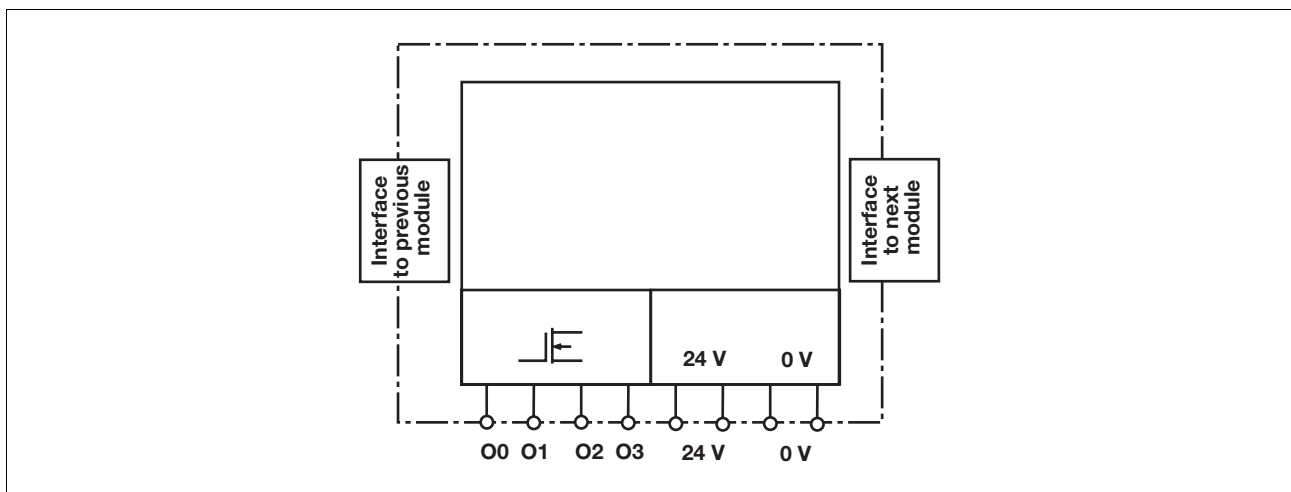 Interface
to previous
module
Interface
to next
module
24 V 0 V
O0 O1 O2 O3 24 V 0 V